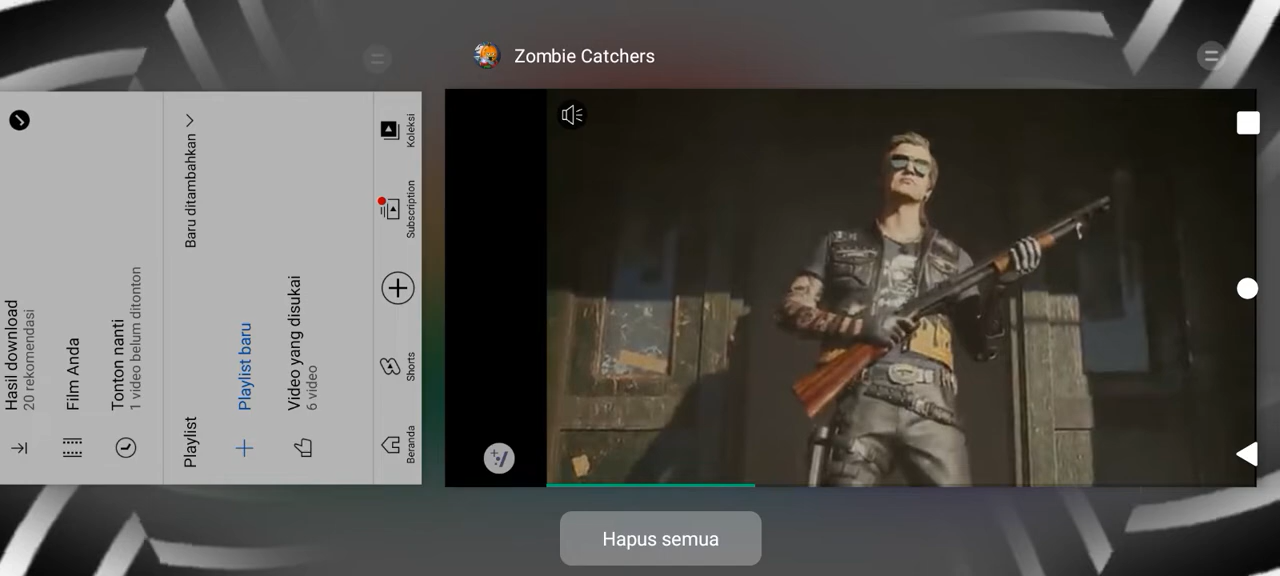 Zombie Catchers
Hasil download
20 rekomendasi
Film Anda
Tonton nanti
1 video belum ditonton
Playlist
Baru ditambahkan
Playlist baru
Video yang disukai
6 video
Beranda
Shorts
Subscription
Koleksi
Hapus semua